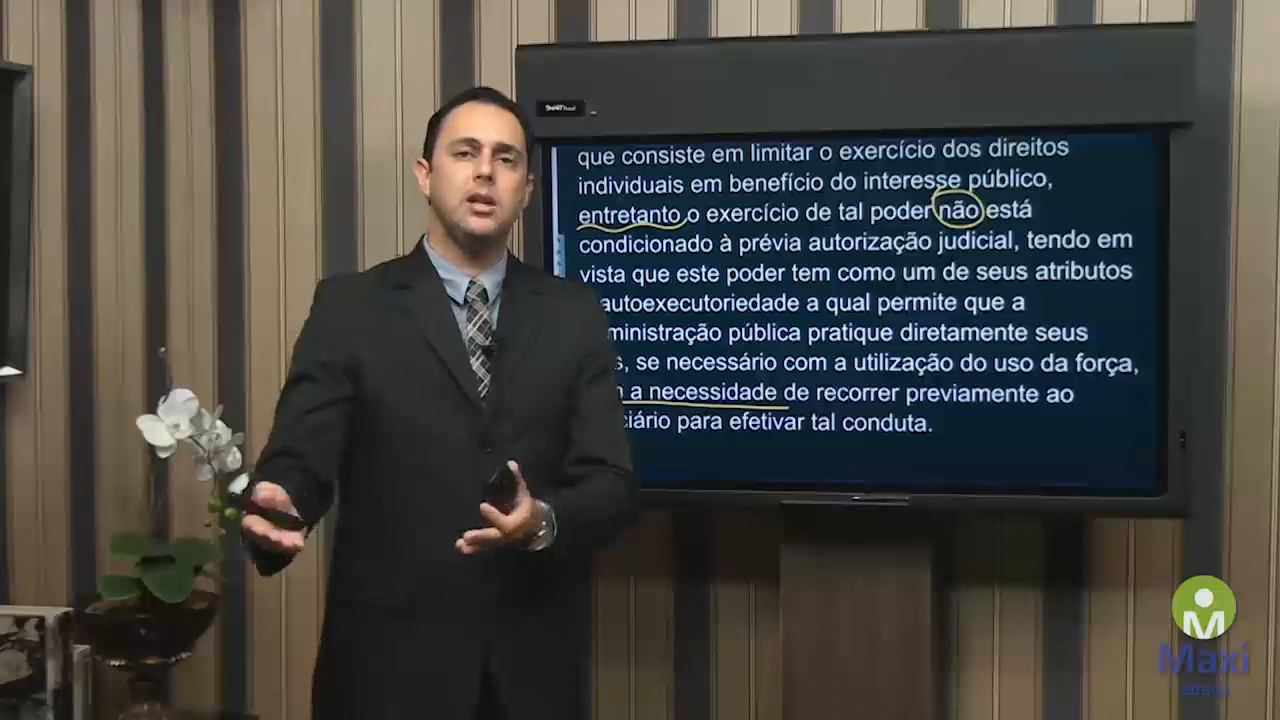 que consiste em limitar o exercício dos direitos
individuais em benefício do interesse público,
entretanto o exercício de tal poder não está
condicionado à prévia autorização judicial, tendo em
vista que este poder tem como um de seus atributos
autoexecutoriedade a qual permite que a
ministração pública pratique diretamente seus
s, se necessário com a utilização do uso da força,
a necessidade de recorrer previamente ao
ciário para efetivar tal conduta.
M
Maxi